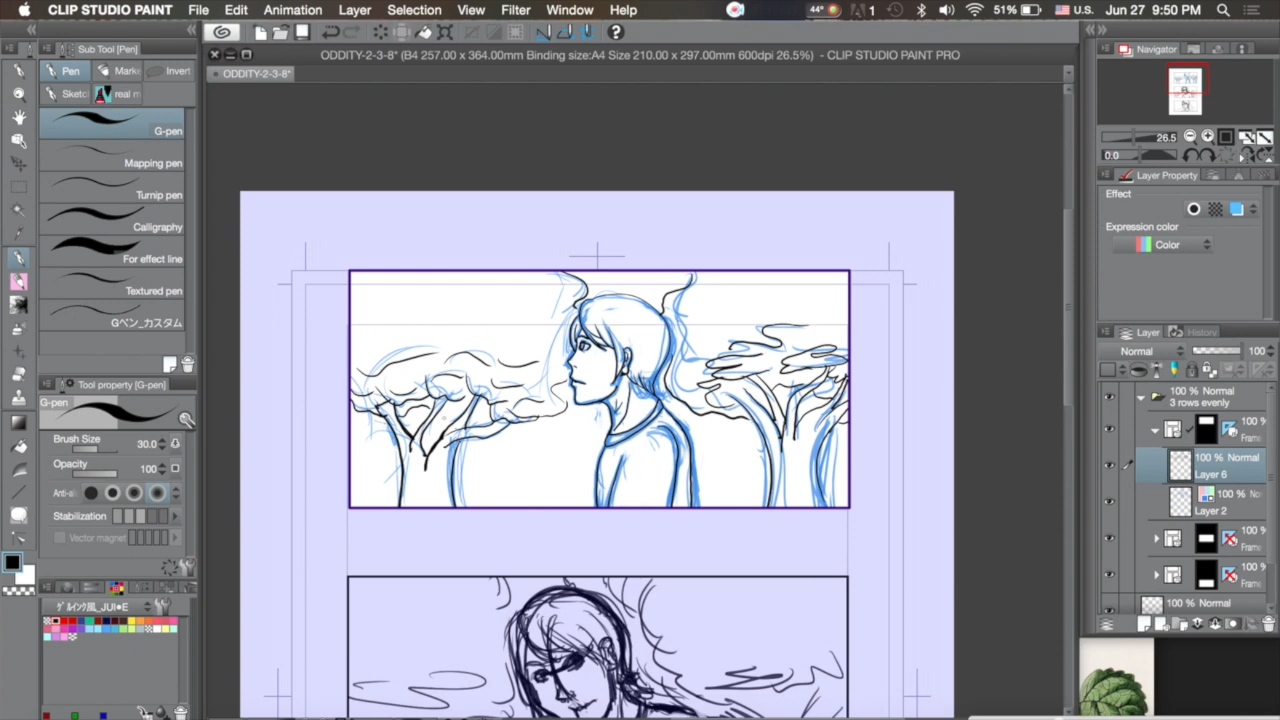 CLIP STUDIO PAINT File Edit Animation Layer Selection View Filter Window Help 44° 1 51% U.S. Jun 27 9:50 PM
Sub Tool [Pen]
Pen Marke Invert
Sketc real m
G-pen
Mapping pen
Turnip pen
Calligraphy
For effect line
Textured pen
Gペン_カスタム
Tool property [G-pen]
G-pen
Brush Size 30.0
Opacity 100
Anti-al
Stabilization
Vector magnet
ODDITY-2-3-8* (B4 257.00 x 364.00mm Binding size:A4 Size 210.00 x 297.00mm 600dpi 26.5%) - CLIP STUDIO PAINT PRO
ODDITY-2-3-8*
Navigator
26.5
0.0
Layer Property
Effect
Expression color
Color
Layer History
Normal 100
100 % Normal
3 rows evenly
100 %
Frame
100 % Normal
Layer 6
100 % No
Layer 2
100 %
Frame
100 %
Frame
100 % Normal